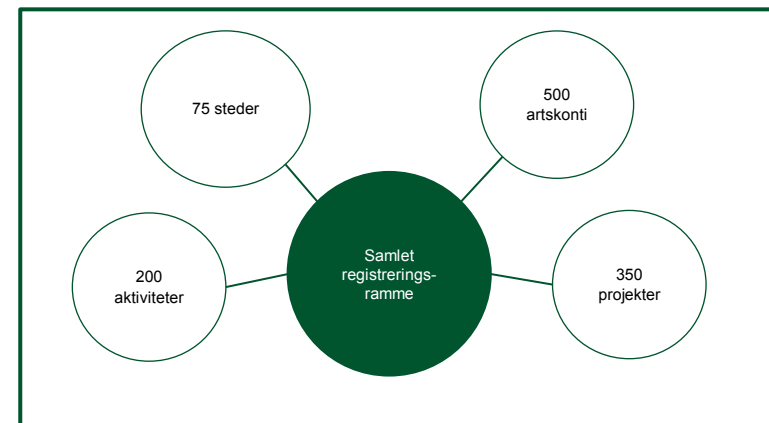 75 steder
500
artskonti
Samlet
registrerings-
ramme
200
aktiviteter
350
projekter